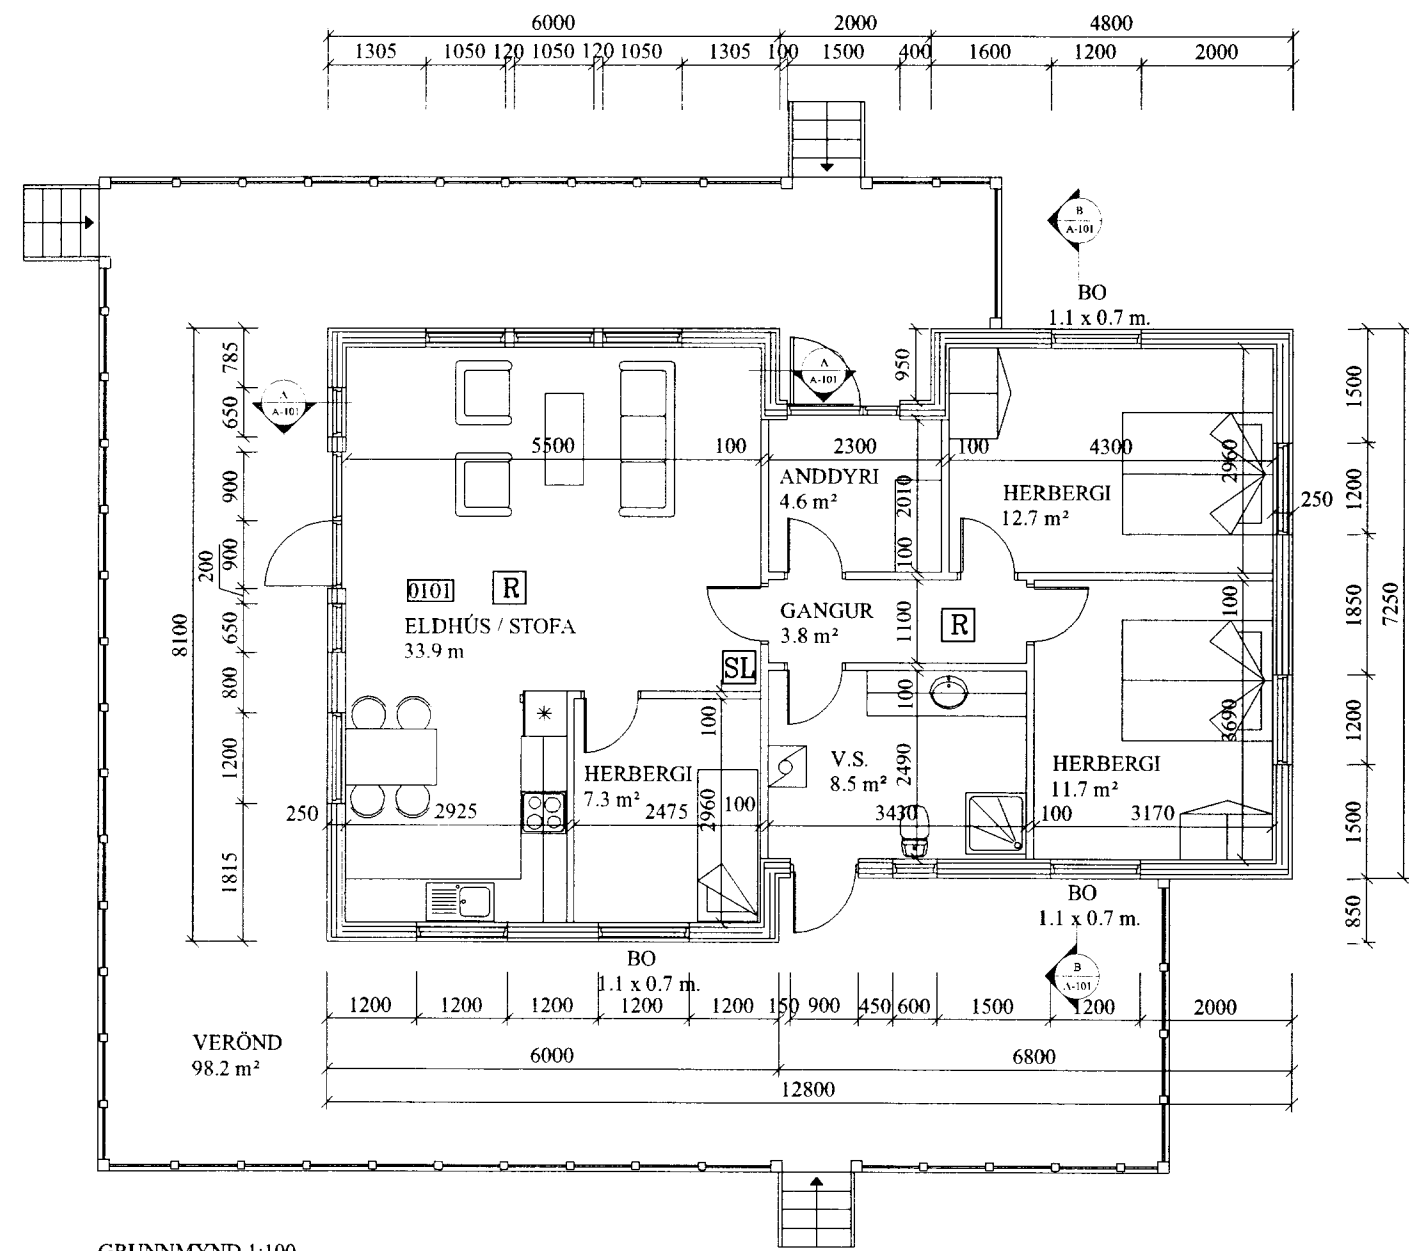 6000 2000 4800
1305 1050 120 1050 120 1050 1305 100 1500 400 1600 1200 2000
B
A-101
BO
1.1 x 0.7 m.
785
650
900
200
900
650
800
1200
1815
8100
A
A-101
A
A-101
950
5500 100 2300 100 4300
ANDDYRI
4.6 m²
2010
100
HERBERGI
12.7 m²
2960
250
1500
1200
1850
1200
1500
850
7250
0101 R
ELDHÚS / STOFA
33.9 m
GANGUR
3.8 m²
1100
R
100
SL
100
100
HERBERGI
7.3 m²
2960
V.S.
8.5 m²
2490
HERBERGI
11.7 m²
3690
250 2925 2475 100 3430 100 3170
BO
1.1 x 0.7 m.
BO
1.1 x 0.7 m.
B
A-101
1200 1200 1200 1200 1200 150 900 450 600 1500 1200 2000
VERÖND
98.2 m²
6000 6800
12800
GRUNNMYND 1:100